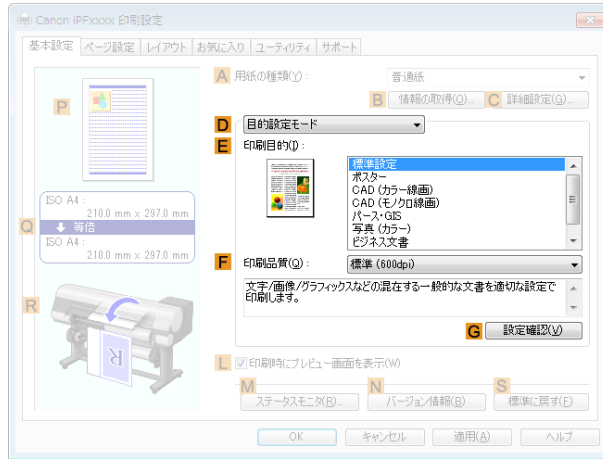 Canon iPFxxxx 印刷設定
基本設定 ページ設定 レイアウト お気に入り ユーティリティ サポート
A 用紙の種類(Y): 普通紙
B 情報の取得(O)... C 詳細設定(G)...
P
D 目的設定モード
E 印刷目的(I):
標準設定
ポスター
CAD (カラー線画)
CAD (モノクロ線画)
パース・GIS
写真 (カラー)
ビジネス文書
ISO A4 :
210.0 mm × 297.0 mm
Q 等倍
ISO A4 :
210.0 mm × 297.0 mm
F 印刷品質(Q): 標準 (600dpi)
文字/画像/グラフィックスなどの混在する一般的な文書を適切な設定で
印刷します。
R
G 設定確認(V)
R
L 印刷時にプレビュー画面を表示(W)
M N S
ステータスモニタ(R)... バージョン情報(B) 標準に戻す(F)
OK キャンセル 適用(A) ヘルプ